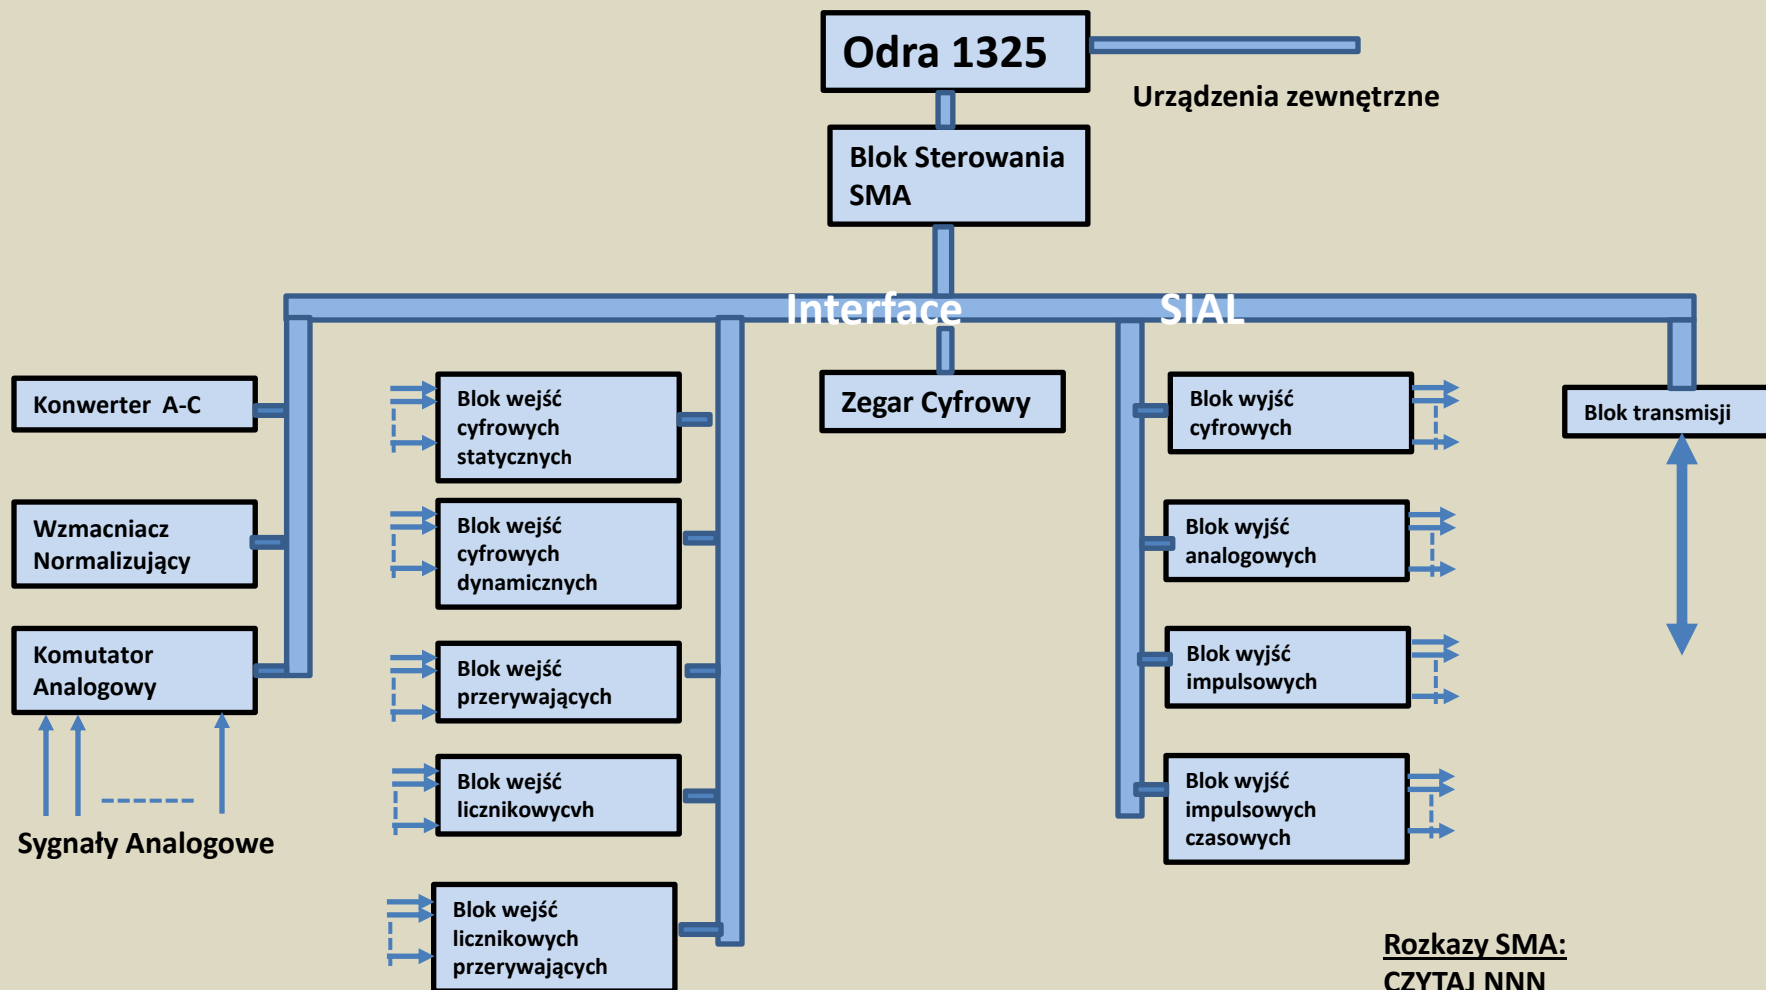 Odra 1325
Urządzenia zewnętrzne
Blok Sterowania
SMA
Interface SIAL
Konwerter A-C
Wzmacniacz
Normalizujący
Komutator
Analogowy
Sygnały Analogowe
Blok wejść
cyfrowych
statycznych
Blok wejść
cyfrowych
dynamicznych
Blok wejść
przerywających
Blok wejść
licznikowycvh
Blok wejść
licznikowych
przerywających
Zegar Cyfrowy
Blok wyjść
cyfrowych
Blok wyjść
analogowych
Blok wyjść
impulsowych
Blok wyjść
impulsowych
czasowych
Blok transmisji
Rozkazy SMA:
CZYTAJ NNN